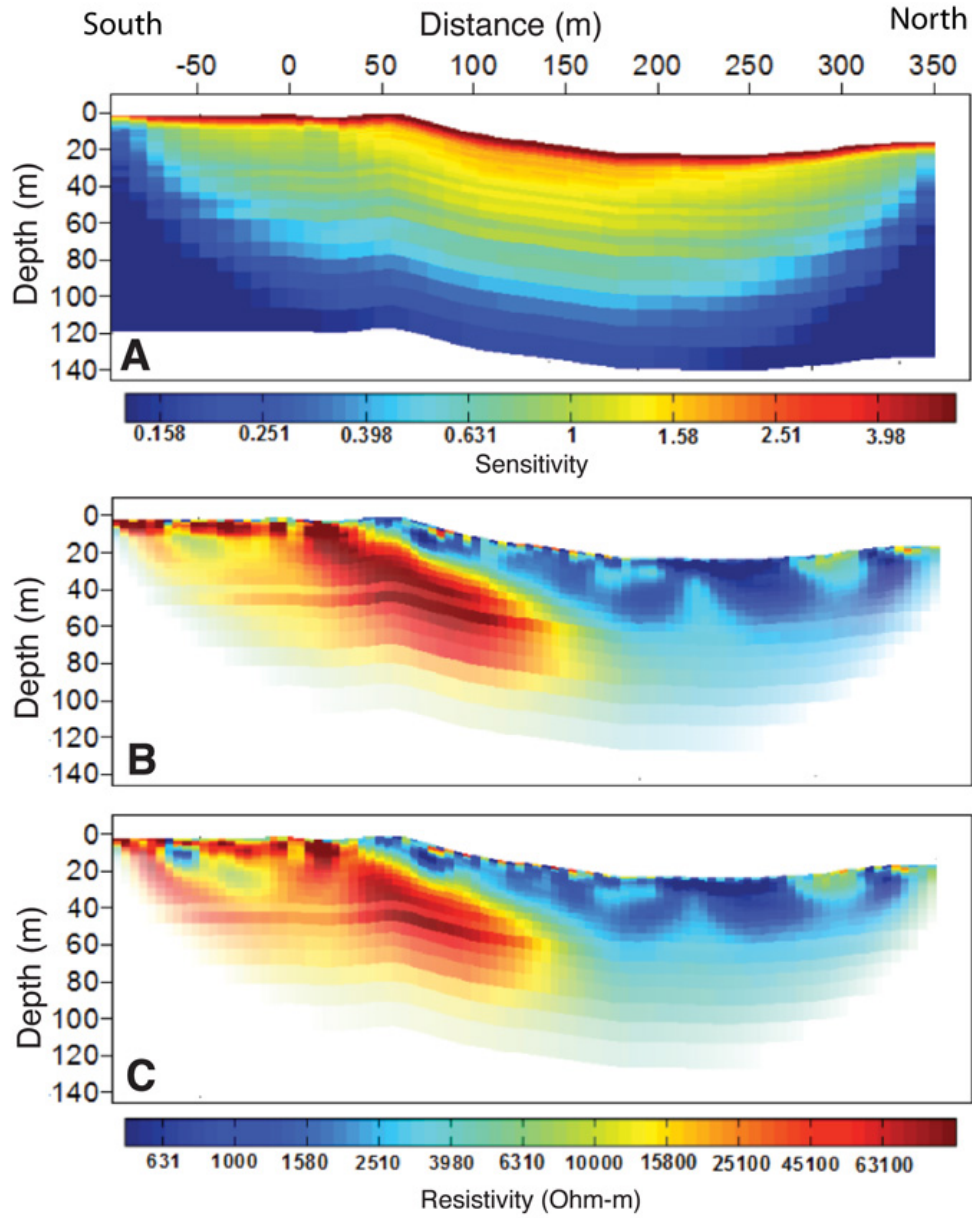 South Distance (m) North
-50 0 50 100 150 200 250 300 350
Depth (m)
0
20
40
60
80
100
120
140
A
0.158 0.251 0.398 0.631 1 1.58 2.51 3.98
Sensitivity
Depth (m)
0
20
40
60
80
100
120
140
B
Depth (m)
0
20
40
60
80
100
120
140
C
631 1000 1580 2510 3980 6310 10000 15800 25100 45100 63100
Resistivity (Ohm-m)